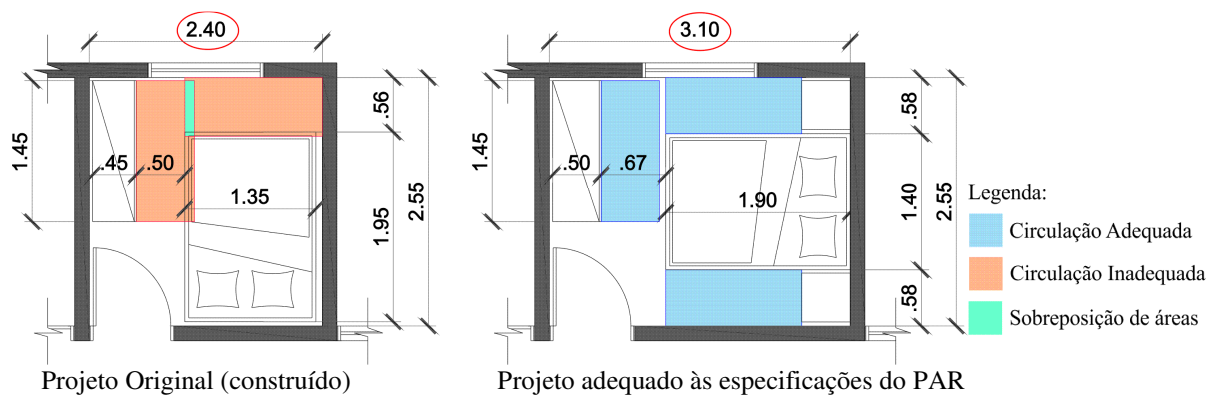 2.40
1.45
.45
.50
1.35
.56
1.95
2.55
Projeto Original (construído)
3.10
1.45
.50
.67
1.90
.58
1.40
.58
2.55
Projeto adequado às especificações do PAR
Legenda:
Circulação Adequada
Circulação Inadequada
Sobreposição de áreas